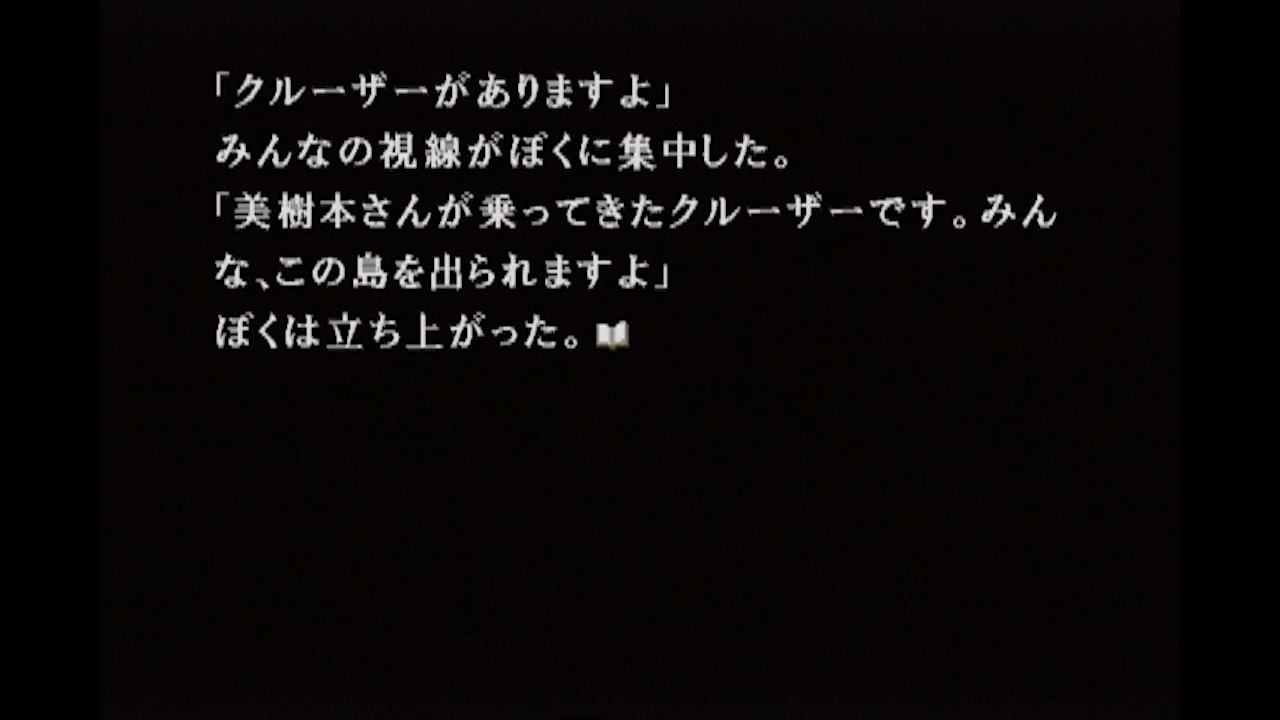 「クルーザーがありますよ」
みんなの視線がぼくに集中した。
「美樹本さんが乗ってきたクルーザーです。みん
な、この島を出られますよ」
ぼくは立ち上がった。